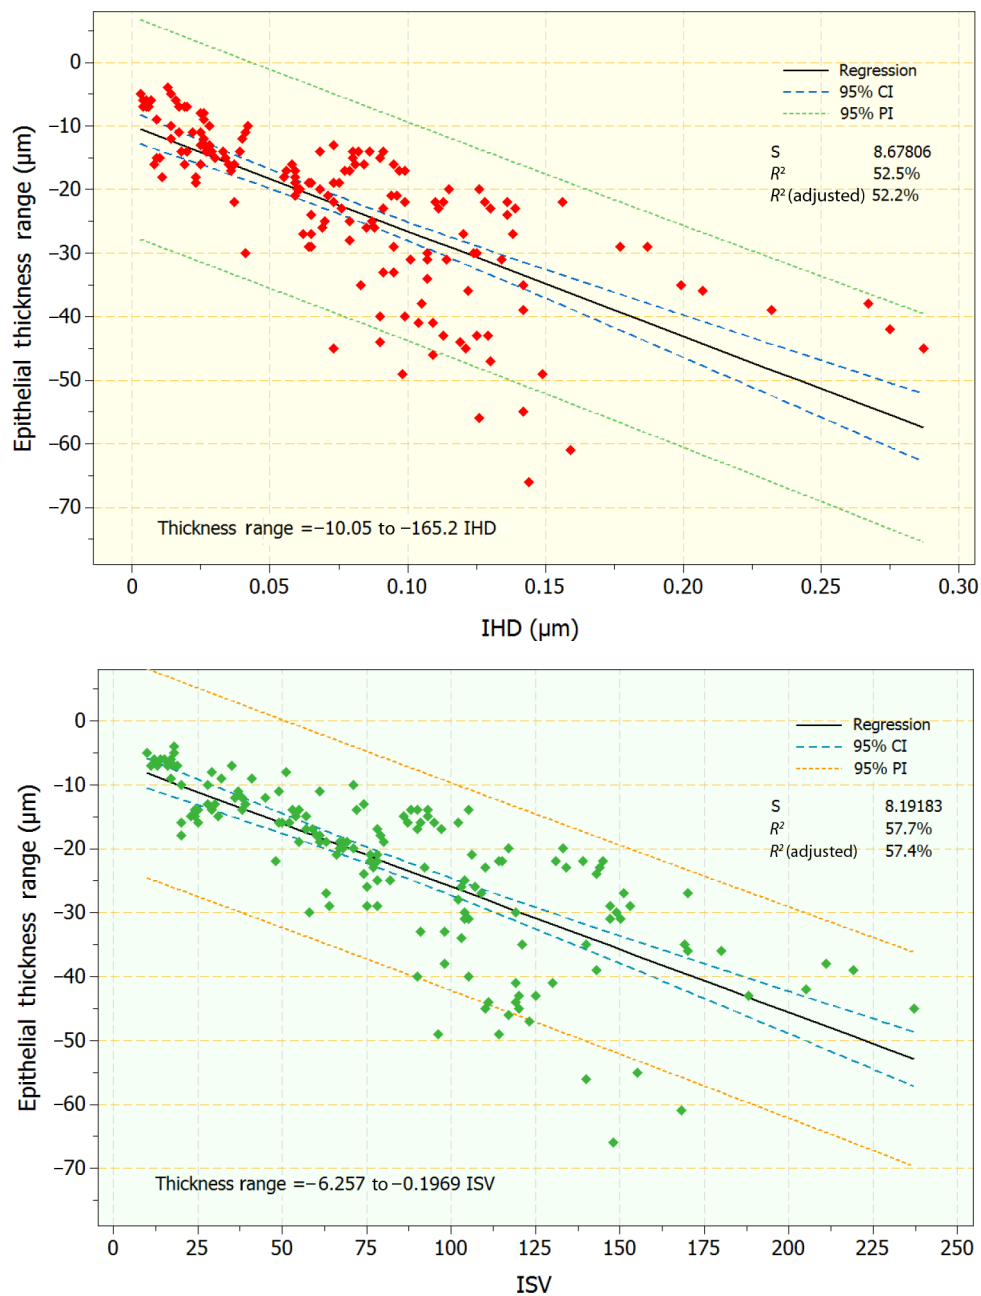 Epithelial thickness range (µm)
0
−10
−20
−30
−40
−50
−60
−70
Regression
95% CI
95% PI
S 8.67806
R² 52.5%
R² (adjusted) 52.2%
Thickness range =−10.05 to −165.2 IHD
0 0.05 0.10 0.15 0.20 0.25 0.30
IHD (µm)
Epithelial thickness range (µm)
0
−10
−20
−30
−40
−50
−60
−70
Regression
95% CI
95% PI
S 8.19183
R² 57.7%
R² (adjusted) 57.4%
Thickness range =−6.257 to −0.1969 ISV
0 25 50 75 100 125 150 175 200 225 250
ISV